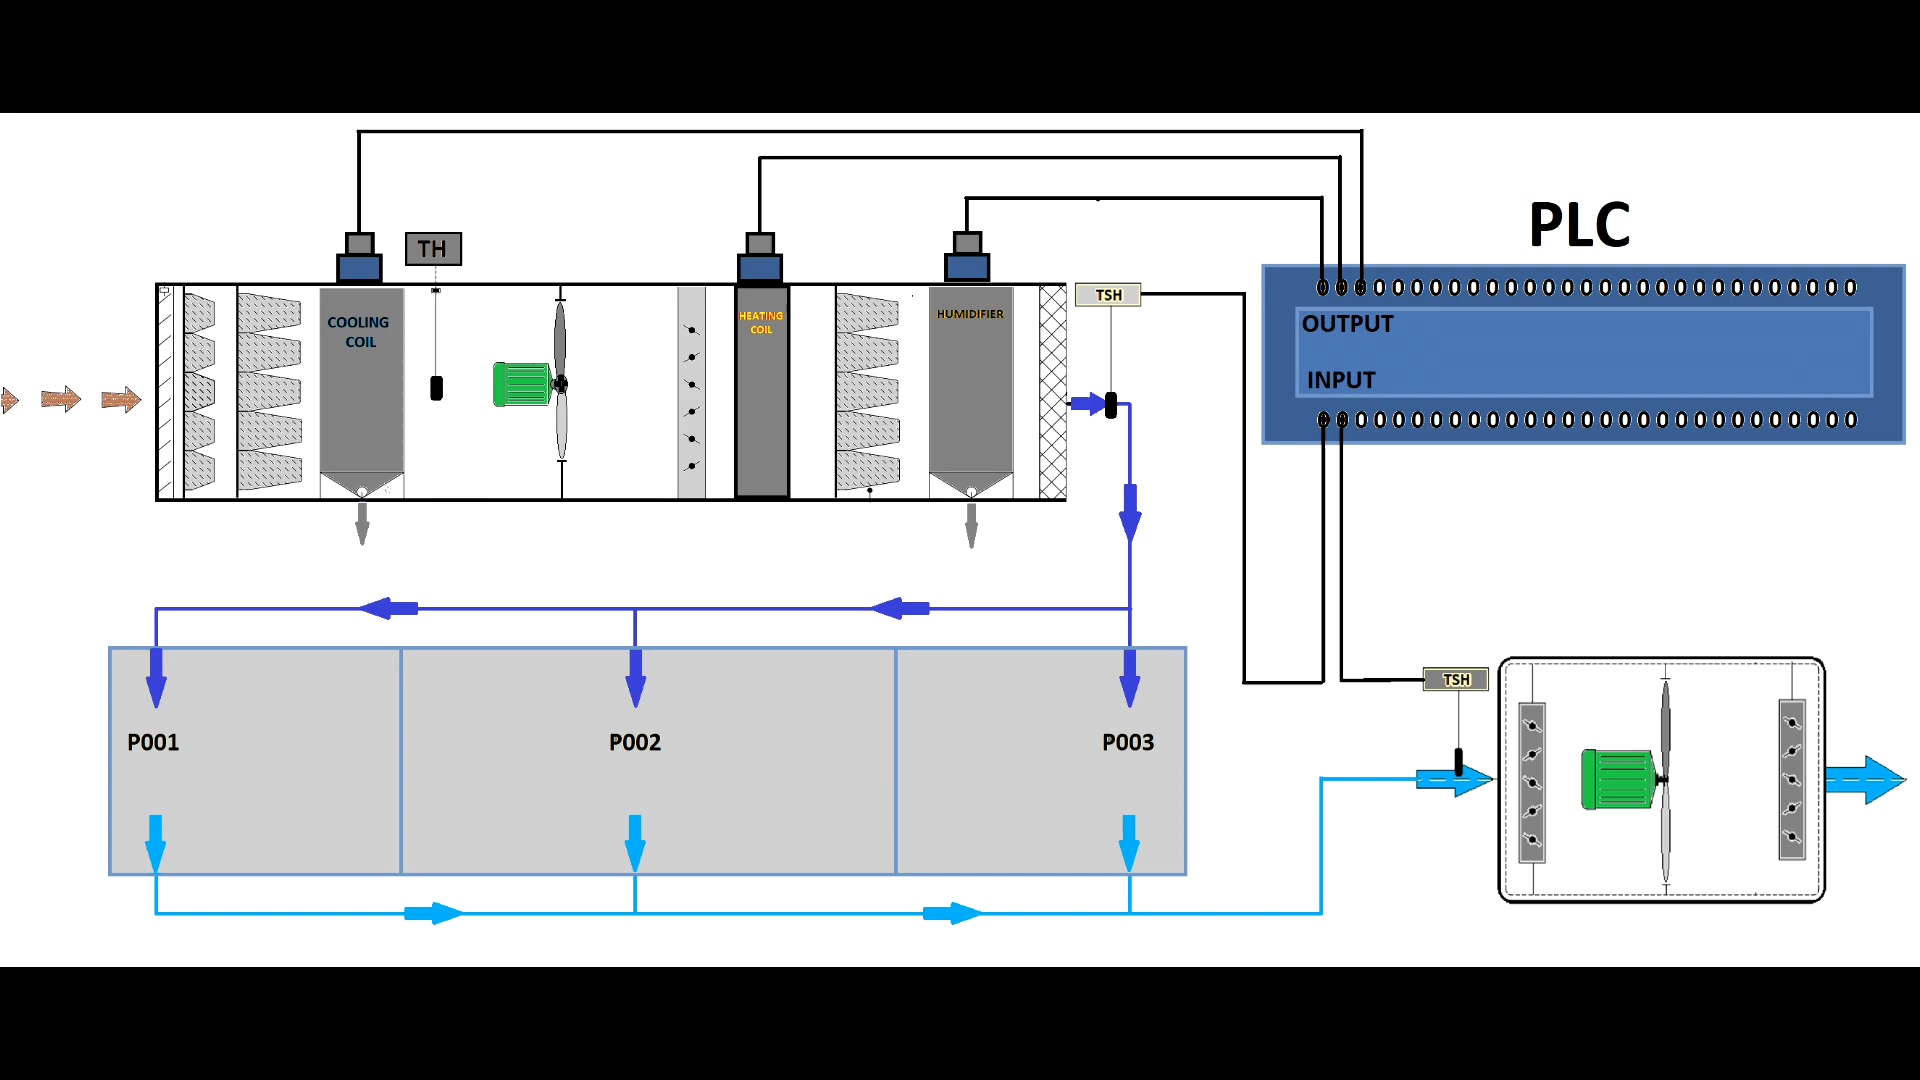 PLC
TH
TSH
COOLING
COIL
HEATING
COIL
HUMIDIFIER
OUTPUT
INPUT
TSH
P001
P002
P003